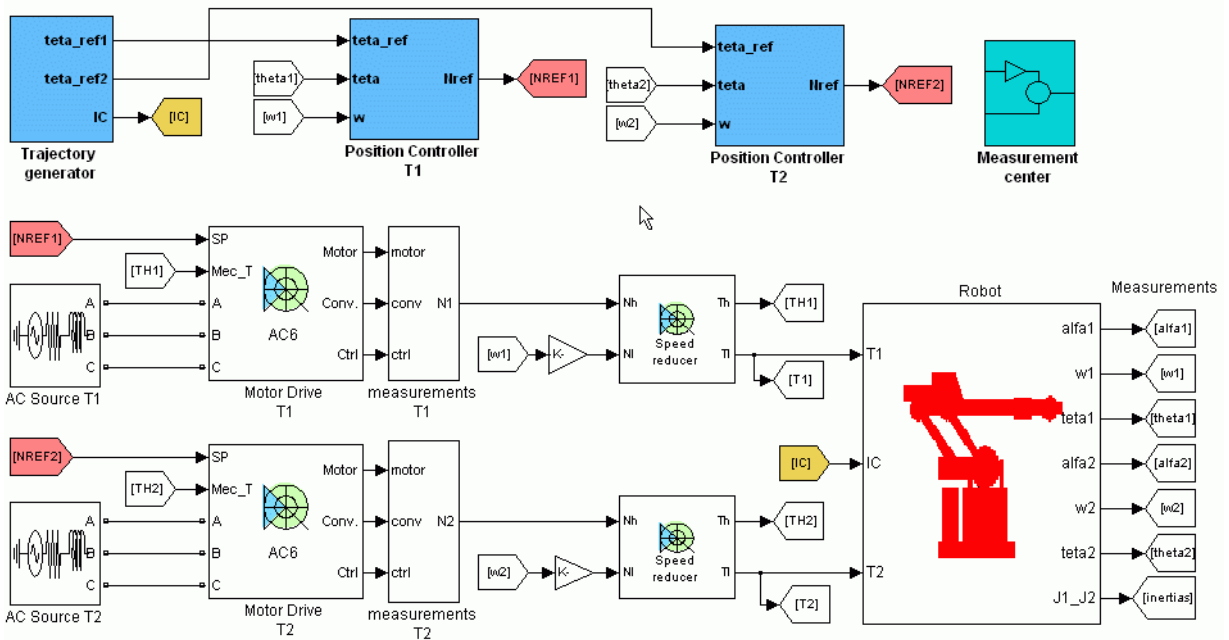 teta_ref1
teta_ref2
IC
[IC]
Trajectory
generator
teta_ref
teta
w
Nref
[theta1]
[w1]
[NREF1]
Position Controller
T1
teta_ref
teta
w
Nref
[theta2]
[w2]
[NREF2]
Position Controller
T2
Measurement
center
[NREF1]
[TH1]
A
B
C
AC Source T1
SP
Mec_T
A
B
C
Motor
Conv.
Ctrl
AC6
Motor Drive
T1
motor
conv
ctrl
N1
measurements
T1
[w1]
K-
Nh
Nl
Th
Tl
Speed
reducer
[TH1]
[T1]
[NREF2]
[TH2]
A
B
C
AC Source T2
SP
Mec_T
A
B
C
Motor
Conv.
Ctrl
AC6
Motor Drive
T2
motor
conv
ctrl
N2
measurements
T2
[w2]
K-
Nh
Nl
Th
Tl
Speed
reducer
[TH2]
[T2]
[IC]
Robot
T1
IC
T2
alfa1
w1
teta1
alfa2
w2
teta2
J1_J2
Measurements
[alfa1]
[w1]
[theta1]
[alfa2]
[w2]
[theta2]
[inertias]